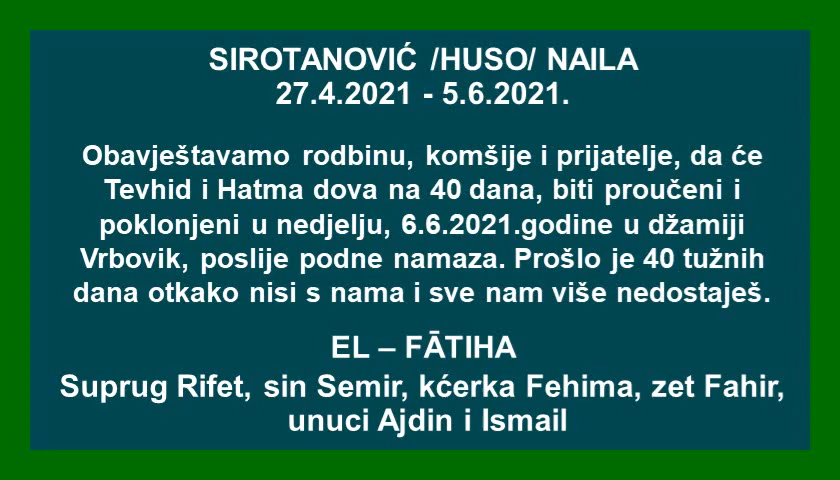 SIROTANOVIĆ /HUSO/ NAILA
27.4.2021 - 5.6.2021.
Obavještavamo rodbinu, komšije i prijatelje, da će
Tevhid i Hatma dova na 40 dana, biti proučeni i
poklonjeni u nedjelju, 6.6.2021.godine u džamiji
Vrbovik, poslije podne namaza. Prošlo je 40 tužnih
dana otkako nisi s nama i sve nam više nedostaješ.
EL – FĀTIHA
Suprug Rifet, sin Semir, kćerka Fehima, zet Fahir,
unuci Ajdin i Ismail